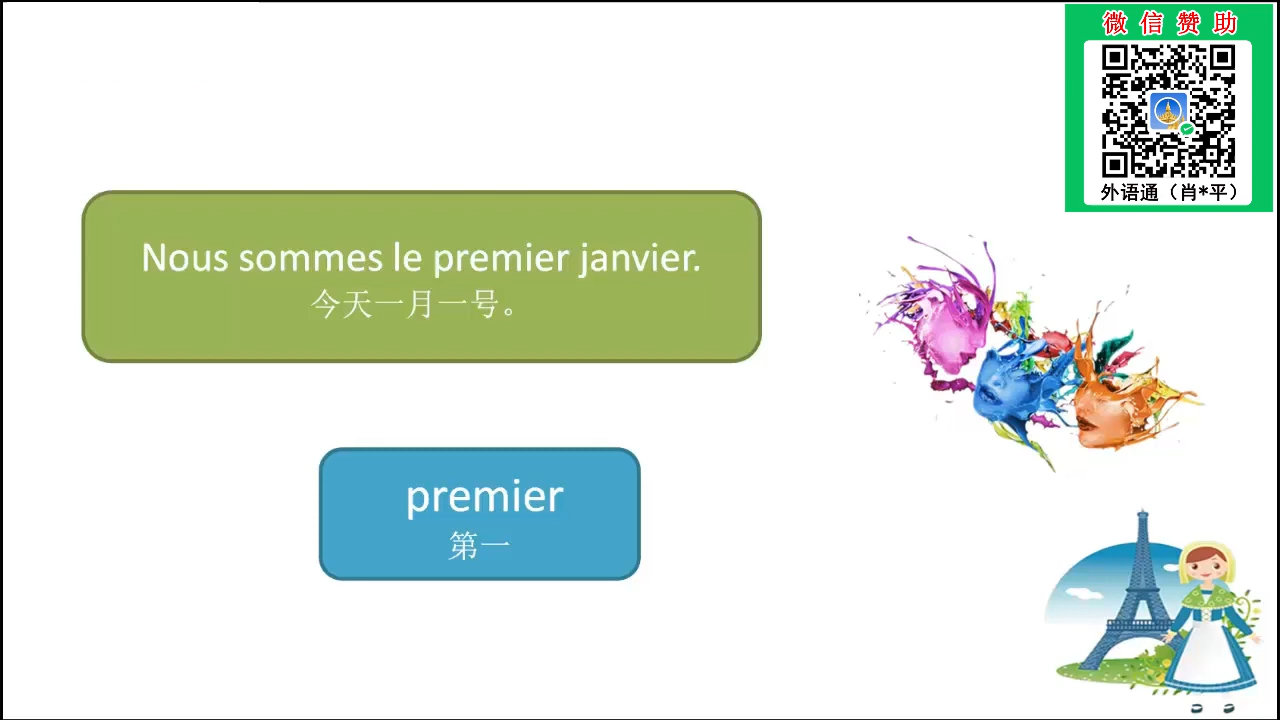 微信赞助
外语通（肖*平）
Nous sommes le premier janvier.
今天一月一号。
premier
第一